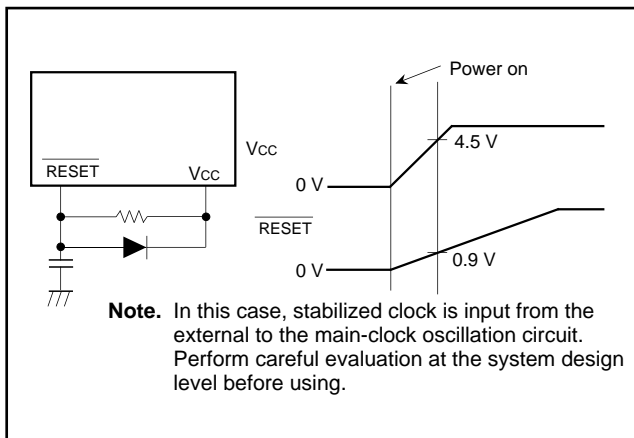 Power on
RESET
VCC
VCC
4.5 V
0 V
RESET
0.9 V
0 V
Note. In this case, stabilized clock is input from the
external to the main-clock oscillation circuit.
Perform careful evaluation at the system design
level before using.